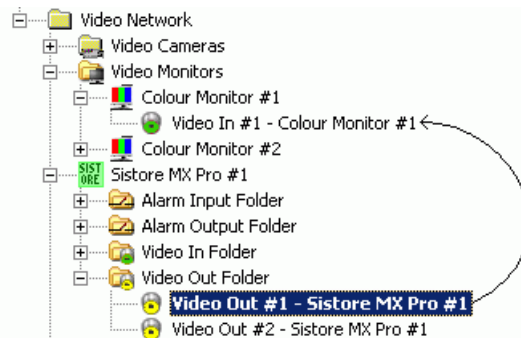 Video Network
Video Cameras
Video Monitors
Colour Monitor #1
Video In #1 - Colour Monitor #1
Colour Monitor #2
SIST
ORE Sistore MX Pro #1
Alarm Input Folder
Alarm Output Folder
Video In Folder
Video Out Folder
Video Out #1 - Sistore MX Pro #1
Video Out #2 - Sistore MX Pro #1